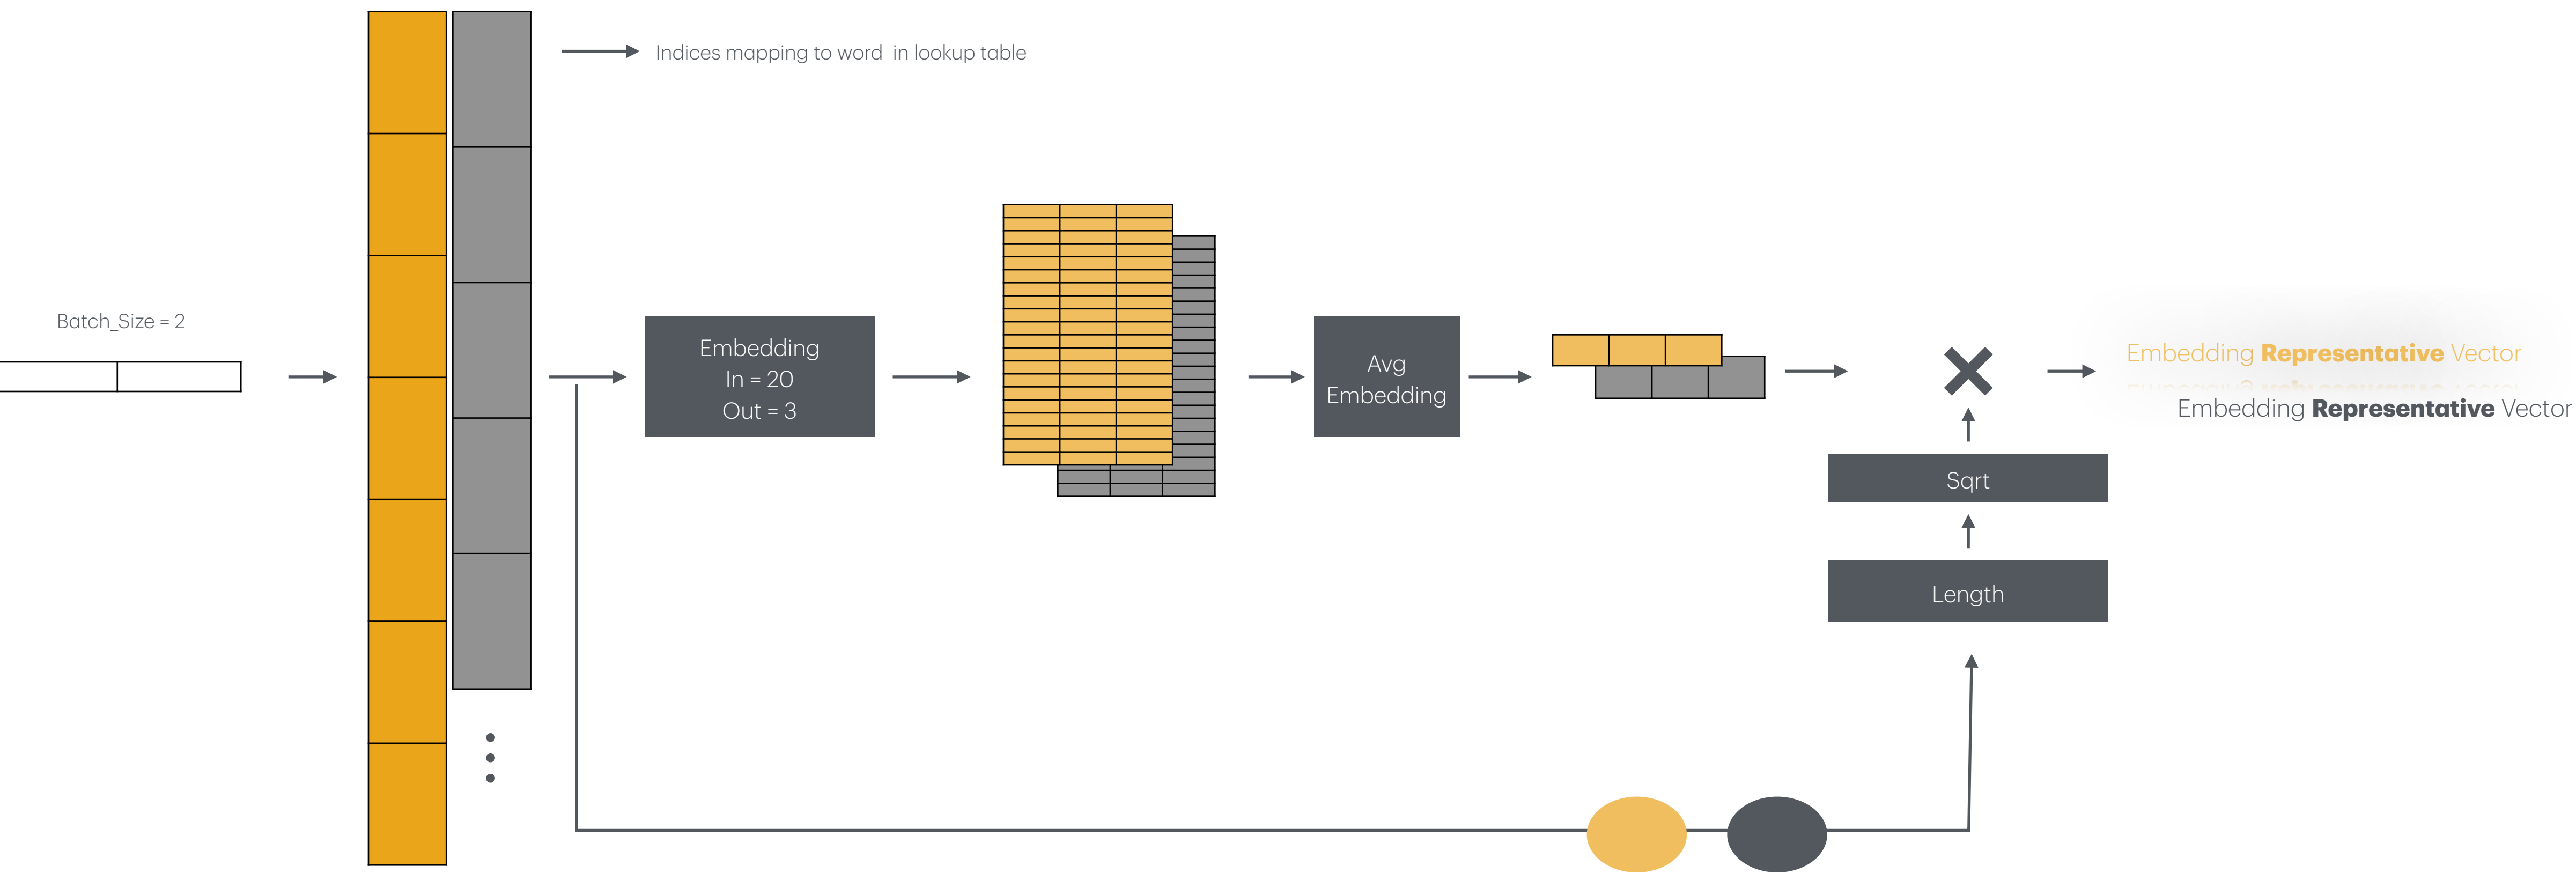 Indices mapping to word in lookup table
Batch_Size = 2
Embedding
In = 20
Out = 3
Avg
Embedding
Embedding Representative Vector
Embedding Representative Vector
Sqrt
Length